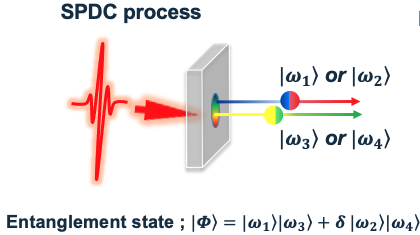 SPDC process
|ω₁⟩ or |ω₂⟩
|ω₃⟩ or |ω₄⟩
Entanglement state ; |Φ⟩ = |ω₁⟩|ω₃⟩ + δ |ω₂⟩|ω₄⟩